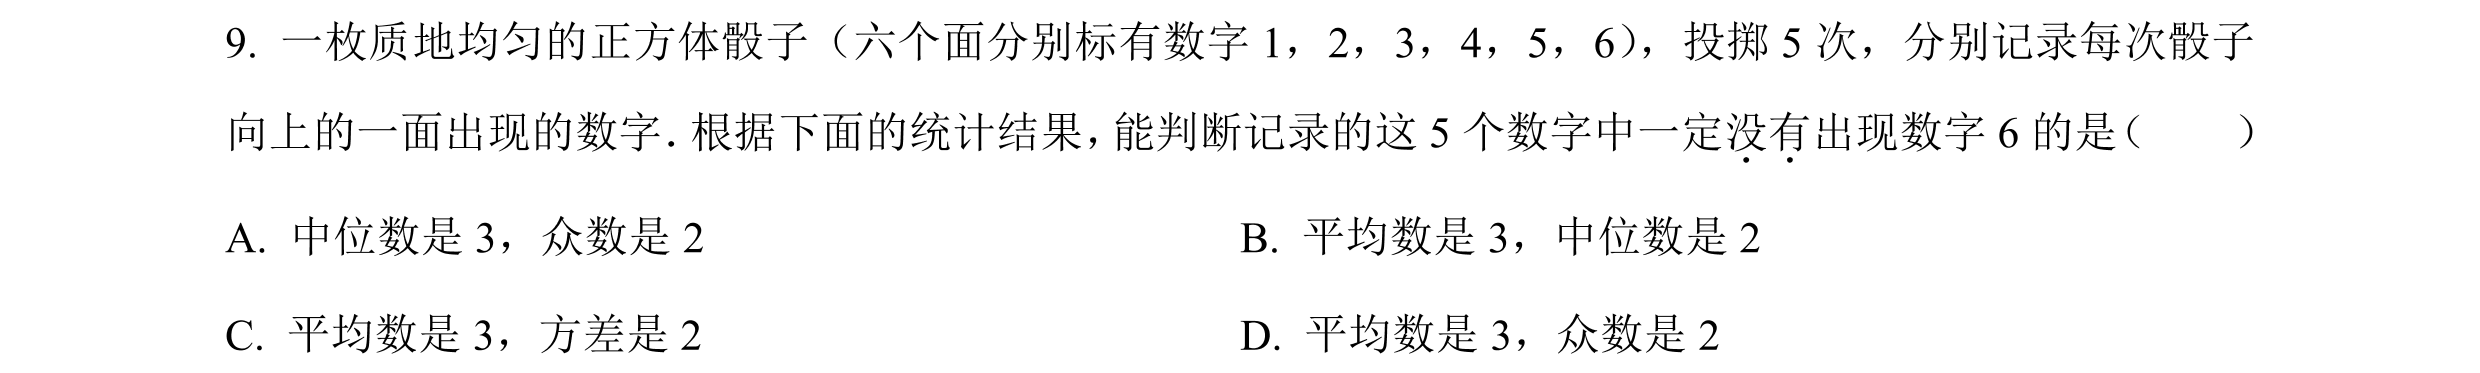 9. 一枚质地均匀的正方体骰子（六个面分别标有数字 1，2，3，4，5，6），投掷 5 次，分别记录每次骰子
向上的一面出现的数字. 根据下面的统计结果，能判断记录的这 5 个数字中一定没有出现数字 6 的是（　　）
A. 中位数是 3，众数是 2　　B. 平均数是 3，中位数是 2
C. 平均数是 3，方差是 2　　D. 平均数是 3，众数是 2